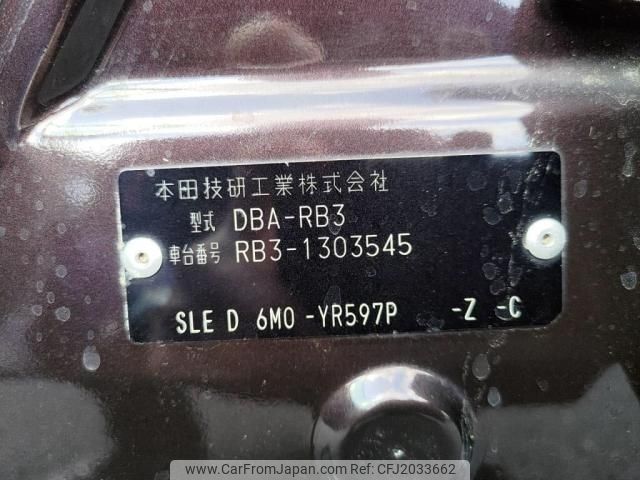 本田技研工業株式会社
型式 DBA-RB3
車台番号 RB3-1303545
SLE D 6M0 -YR597P -Z -C
www.CarFromJapan.com | Photo REF:CFJ2033662